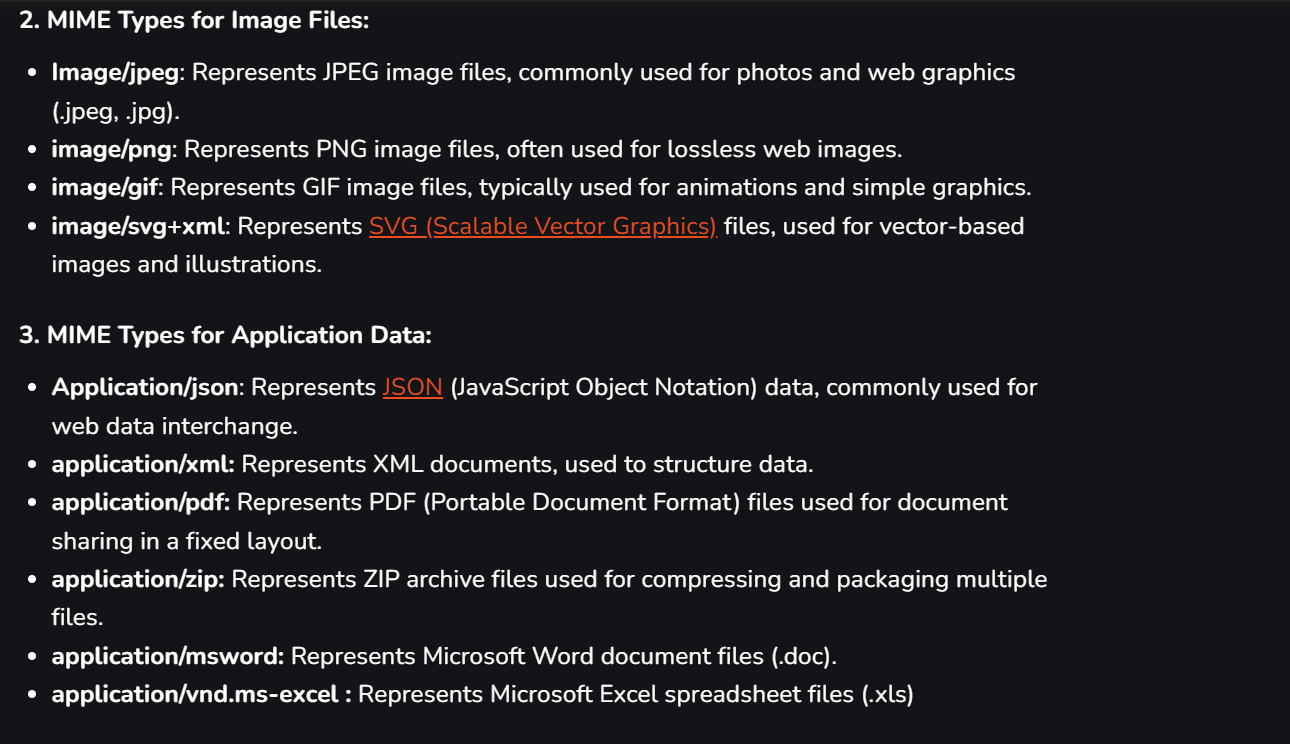 2. MIME Types for Image Files:
• Image/jpeg: Represents JPEG image files, commonly used for photos and web graphics
(.jpeg, .jpg).
• image/png: Represents PNG image files, often used for lossless web images.
• image/gif: Represents GIF image files, typically used for animations and simple graphics.
• image/svg+xml: Represents SVG (Scalable Vector Graphics) files, used for vector-based
images and illustrations.
3. MIME Types for Application Data:
• Application/json: Represents JSON (JavaScript Object Notation) data, commonly used for
web data interchange.
• application/xml: Represents XML documents, used to structure data.
• application/pdf: Represents PDF (Portable Document Format) files used for document
sharing in a fixed layout.
• application/zip: Represents ZIP archive files used for compressing and packaging multiple
files.
• application/msword: Represents Microsoft Word document files (.doc).
• application/vnd.ms-excel : Represents Microsoft Excel spreadsheet files (.xls)